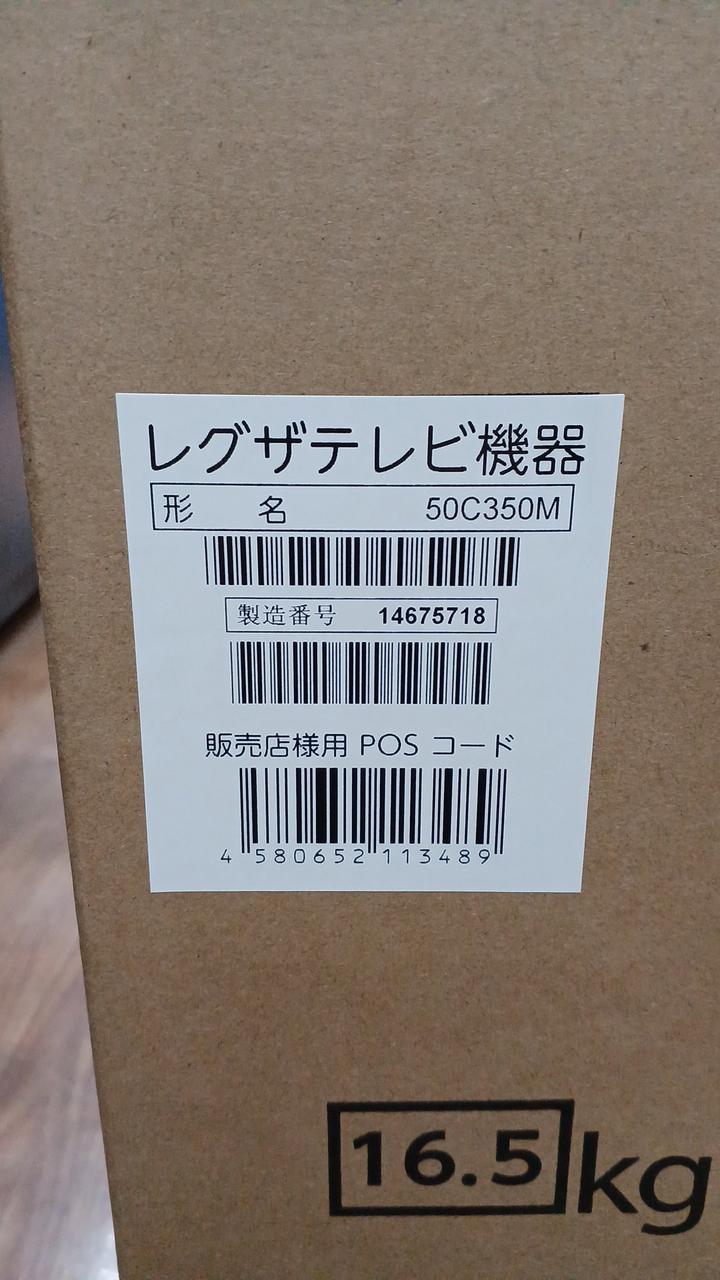 レグザテレビ機器
形 名 50C350M
製造番号 14675718
販売店様用 POS コード
4 580652 113489
16.5kg